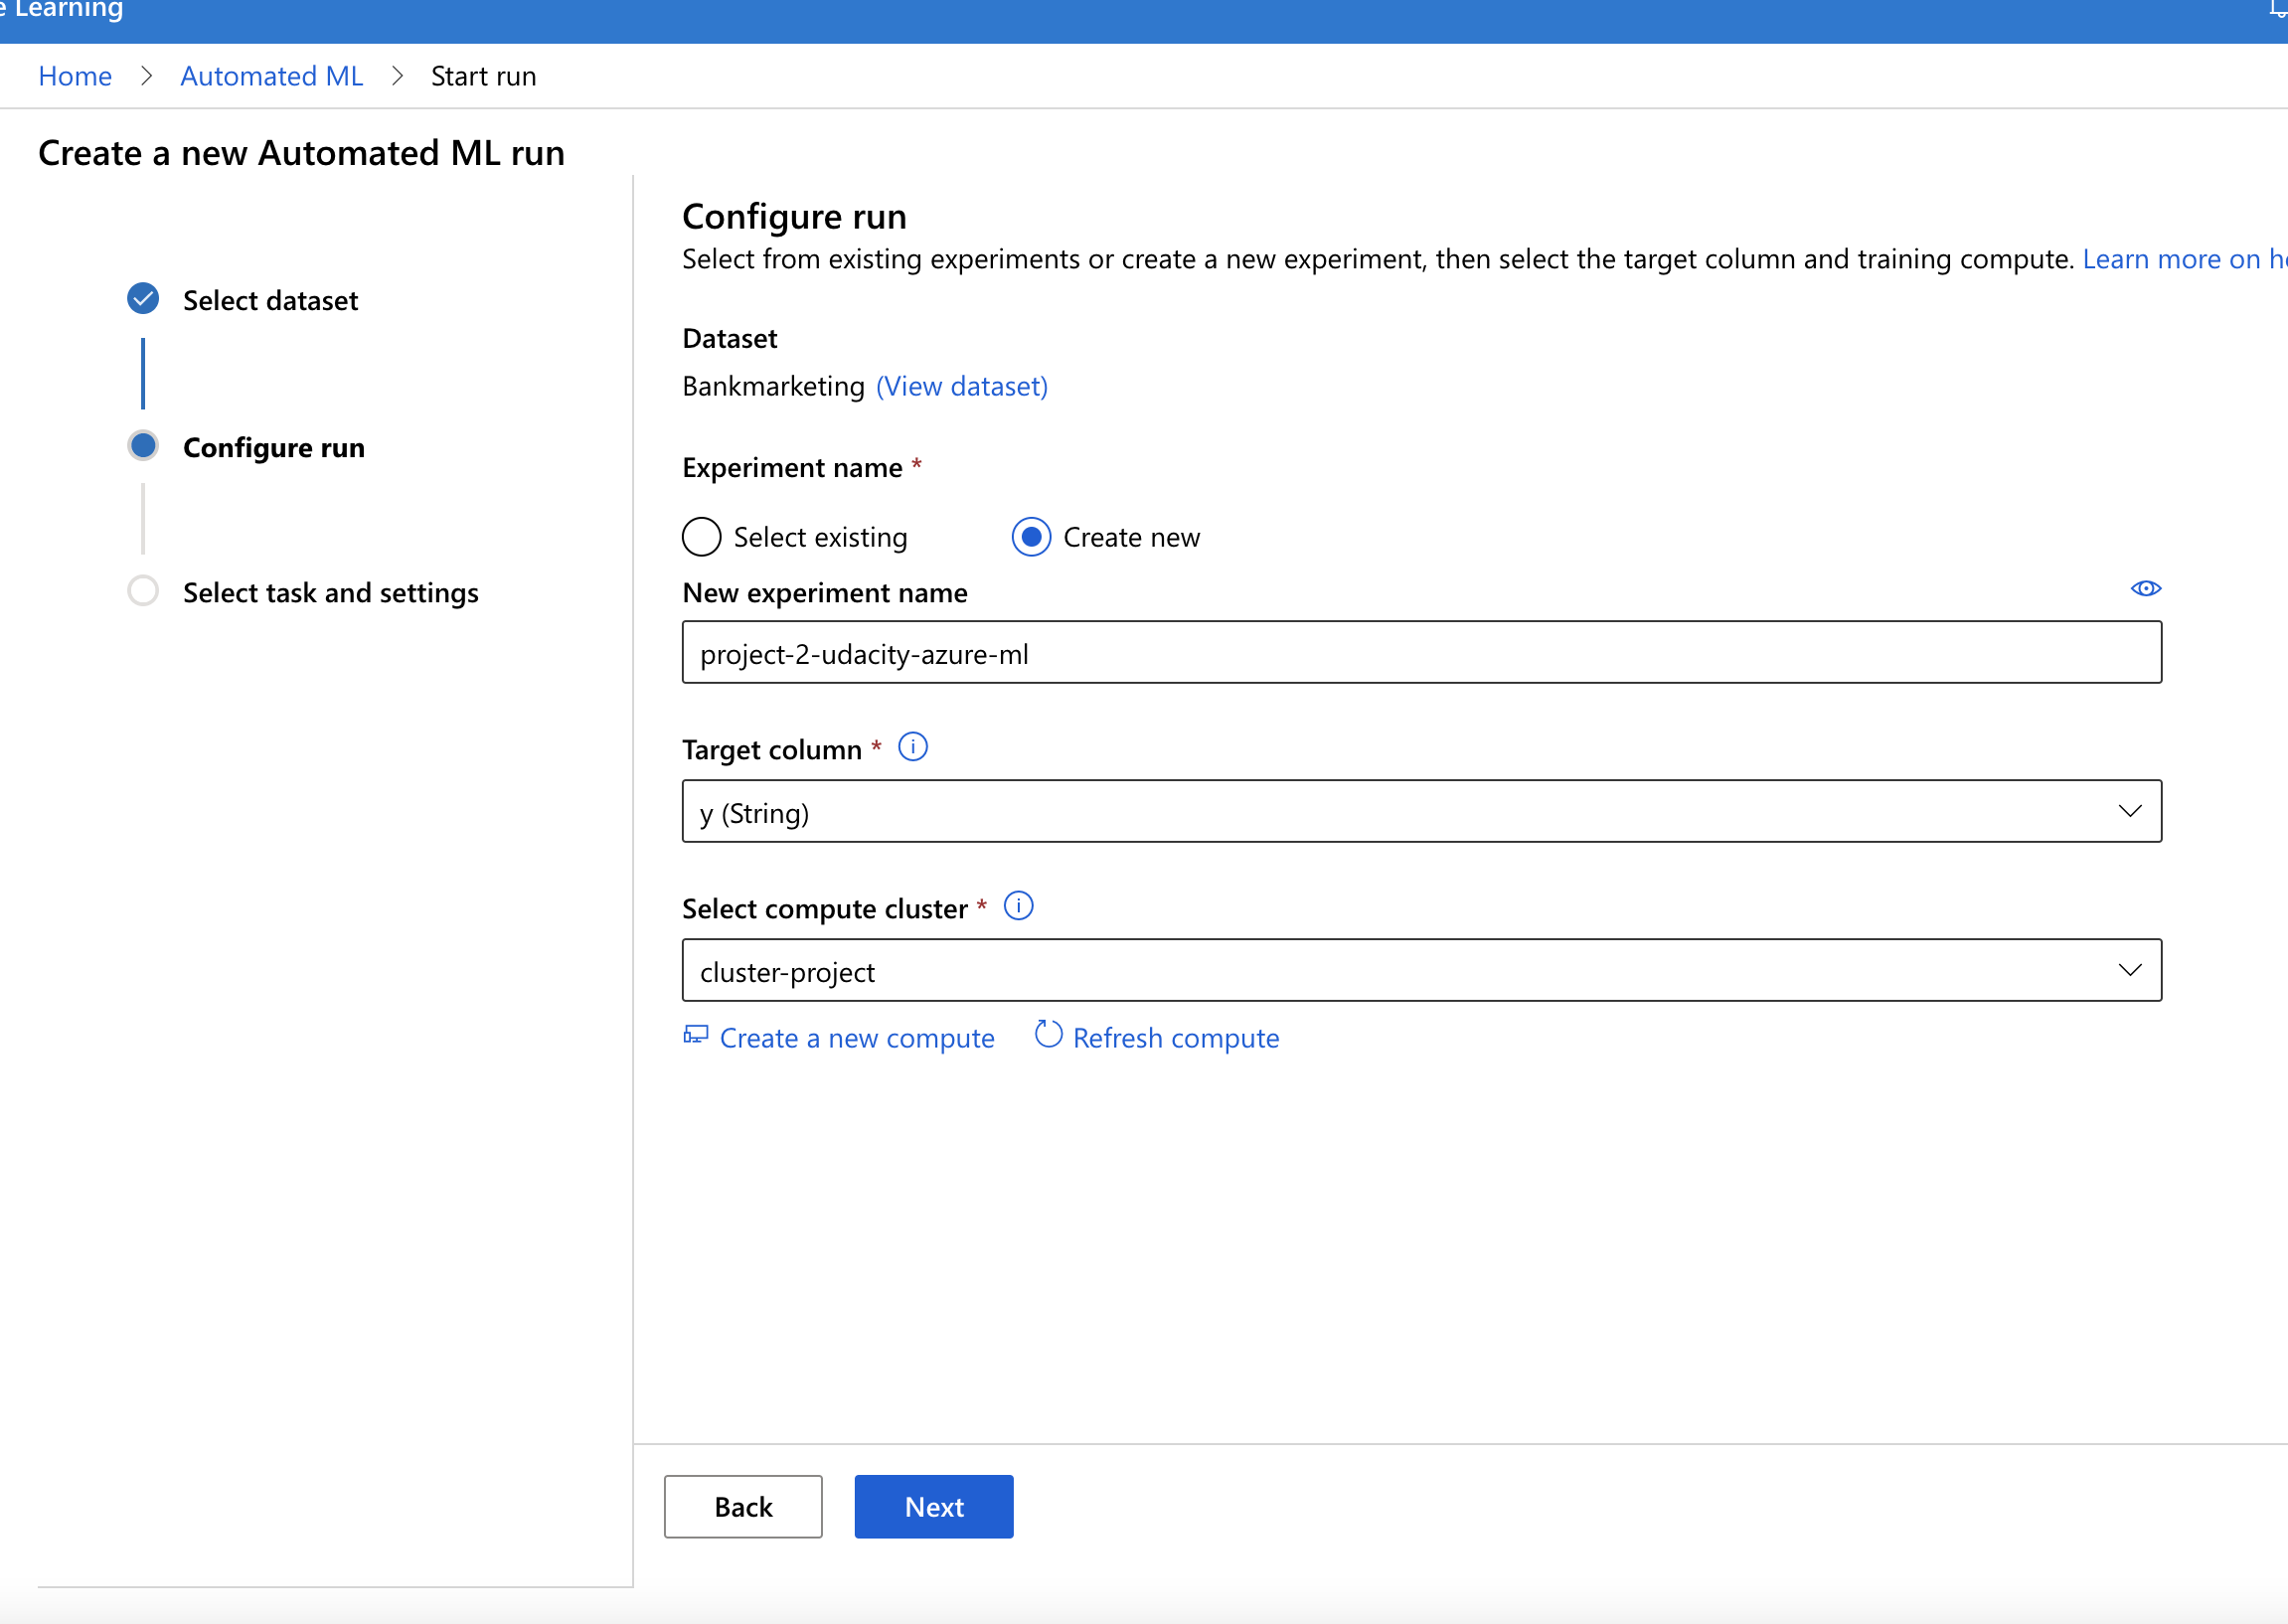 Learning
Home > Automated ML > Start run
Create a new Automated ML run
Select dataset
Configure run
Select task and settings
Configure run
Select from existing experiments or create a new experiment, then select the target column and training compute. Learn more on
Dataset
Bankmarketing (View dataset)
Experiment name *
Select existing
Create new
New experiment name
project-2-udacity-azure-ml
Target column *
y (String)
Select compute cluster *
cluster-project
Create a new compute
Refresh compute
Back
Next